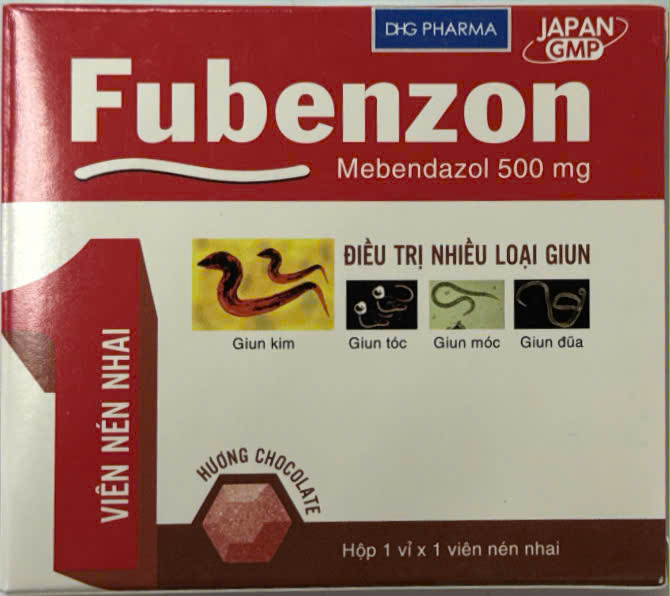 DHG PHARMA
JAPAN
GMP
Fubenzon
Mebendazol 500 mg
1
VIÊN NÉN NHAI
ĐIỀU TRỊ NHIỀU LOẠI GIUN
Giun kim
Giun tóc
Giun móc
Giun đũa
HƯƠNG CHOCOLATE
Hộp 1 vỉ x 1 viên nén nhai